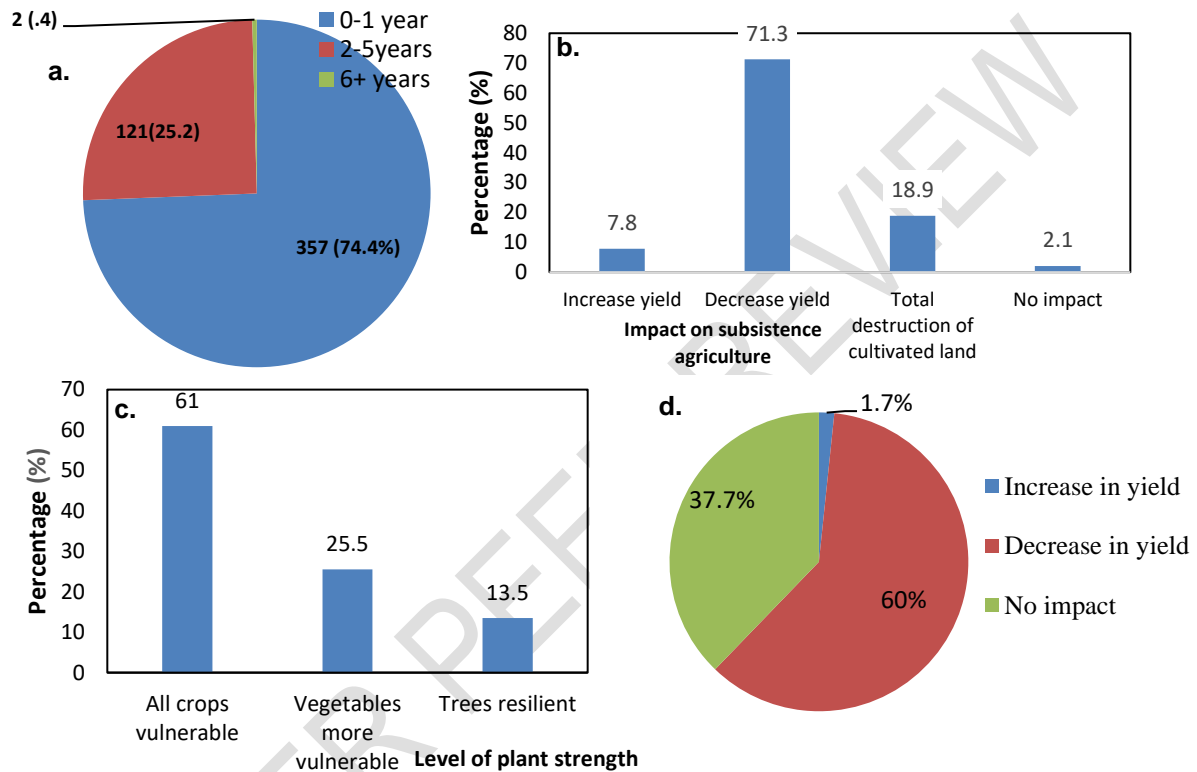 2 (.4)
0-1 year
2-5years
6+ years
a.
121(25.2)
357 (74.4%)
b.
Percentage (%)
80
70
60
50
40
30
20
10
0
7.8
71.3
18.9
2.1
Increase yield
Decrease yield
Total
destruction of
cultivated land
No impact
Impact on subsistence
agriculture
c.
Percentage (%)
70
60
50
40
30
20
10
0
61
25.5
13.5
All crops
vulnerable
Vegetables
more
vulnerable
Trees resilient
Level of plant strength
d.
1.7%
37.7%
60%
Increase in yield
Decrease in yield
No impact